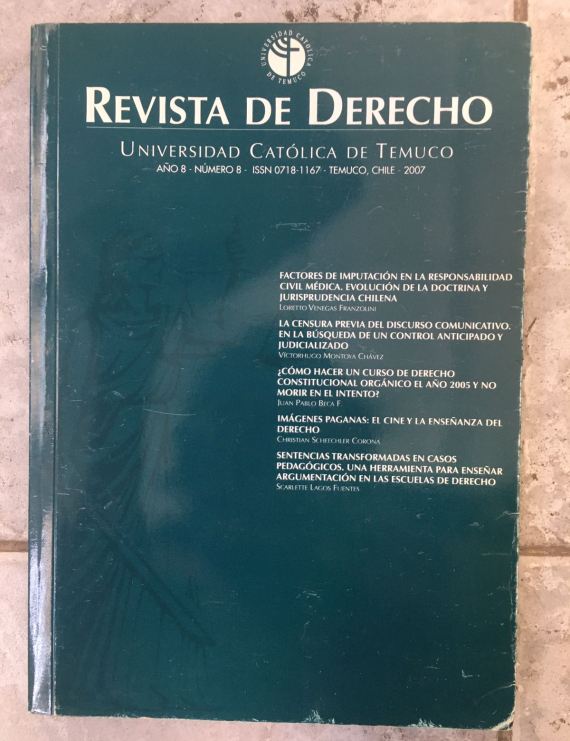 UNIVERSIDAD CATÓLICA DE TEMUCO
REVISTA DE DERECHO
UNIVERSIDAD CATÓLICA DE TEMUCO
AÑO 8 - NÚMERO 8 - ISSN 0718-1167 - TEMUCO, CHILE - 2007
FACTORES DE IMPUTACIÓN EN LA RESPONSABILIDAD
CIVIL MÉDICA. EVOLUCIÓN DE LA DOCTRINA Y
JURISPRUDENCIA CHILENA
LORETTO VENEGAS FRANZOLINI
LA CENSURA PREVIA DEL DISCURSO COMUNICATIVO.
EN LA BÚSQUEDA DE UN CONTROL ANTICIPADO Y
JUDICIALIZADO
VÍCTORHUGO MONTOYA CHÁVEZ
¿CÓMO HACER UN CURSO DE DERECHO
CONSTITUCIONAL ORGÁNICO EL AÑO 2005 Y NO
MORIR EN EL INTENTO?
JUAN PABLO BECA F.
IMÁGENES PAGANAS: EL CINE Y LA ENSEÑANZA DEL
DERECHO
CHRISTIAN SCHEECHLER CORONA
SENTENCIAS TRANSFORMADAS EN CASOS
PEDAGÓGICOS. UNA HERRAMIENTA PARA ENSEÑAR
ARGUMENTACIÓN EN LAS ESCUELAS DE DERECHO
SCARLETTE LAGOS FUENTES